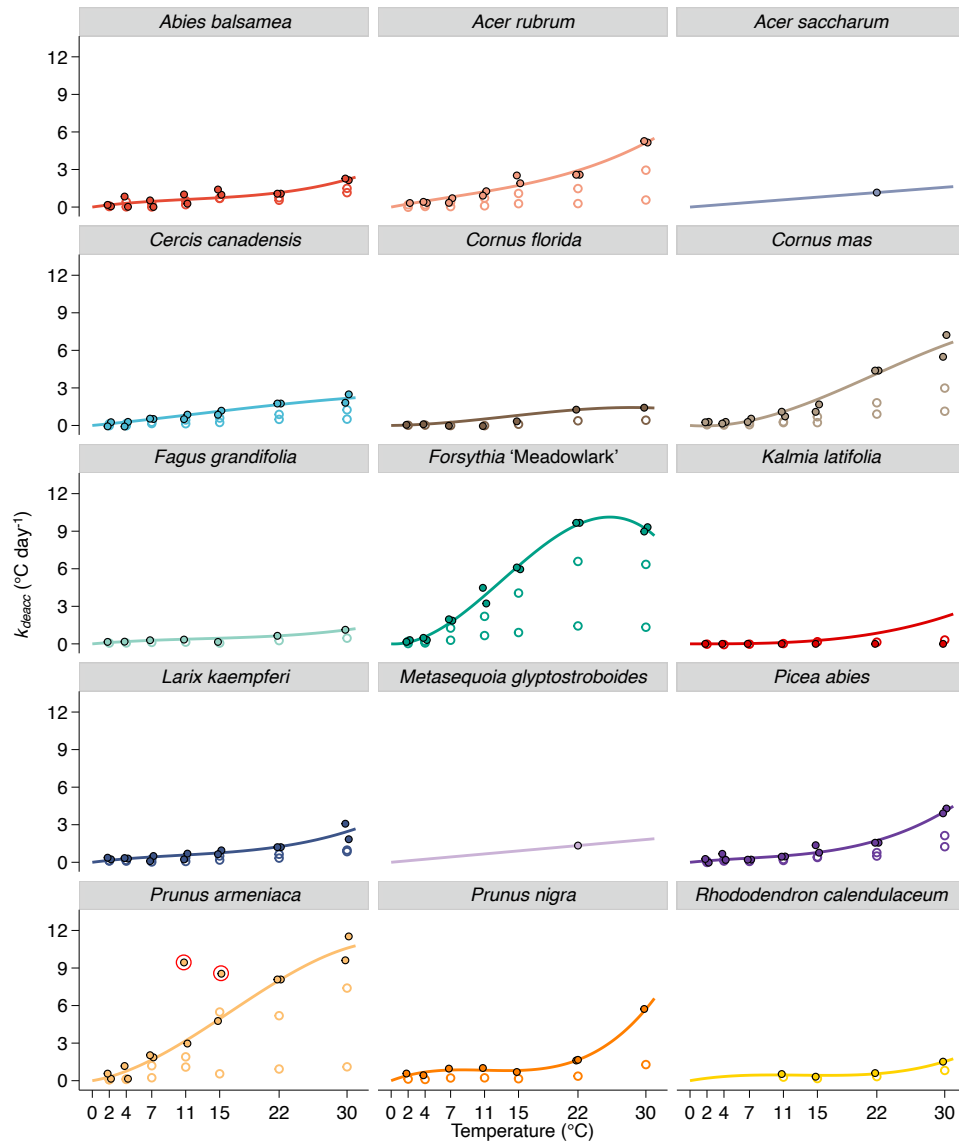 Abies balsamea
Acer rubrum
Acer saccharum
12
9
6
3
0
Cercis canadensis
Cornus florida
Cornus mas
12
9
6
3
0
Fagus grandifolia
Forsythia ‘Meadowlark’
Kalmia latifolia
12
9
6
3
0
k_deacc (°C day⁻¹)
Larix kaempferi
Metasequoia glyptostroboides
Picea abies
12
9
6
3
0
Prunus armeniaca
Prunus nigra
Rhododendron calendulaceum
12
9
6
3
0
0 2 4 7 11 15 22 30
0 2 4 7 11 15 22 30
0 2 4 7 11 15 22 30
Temperature (°C)